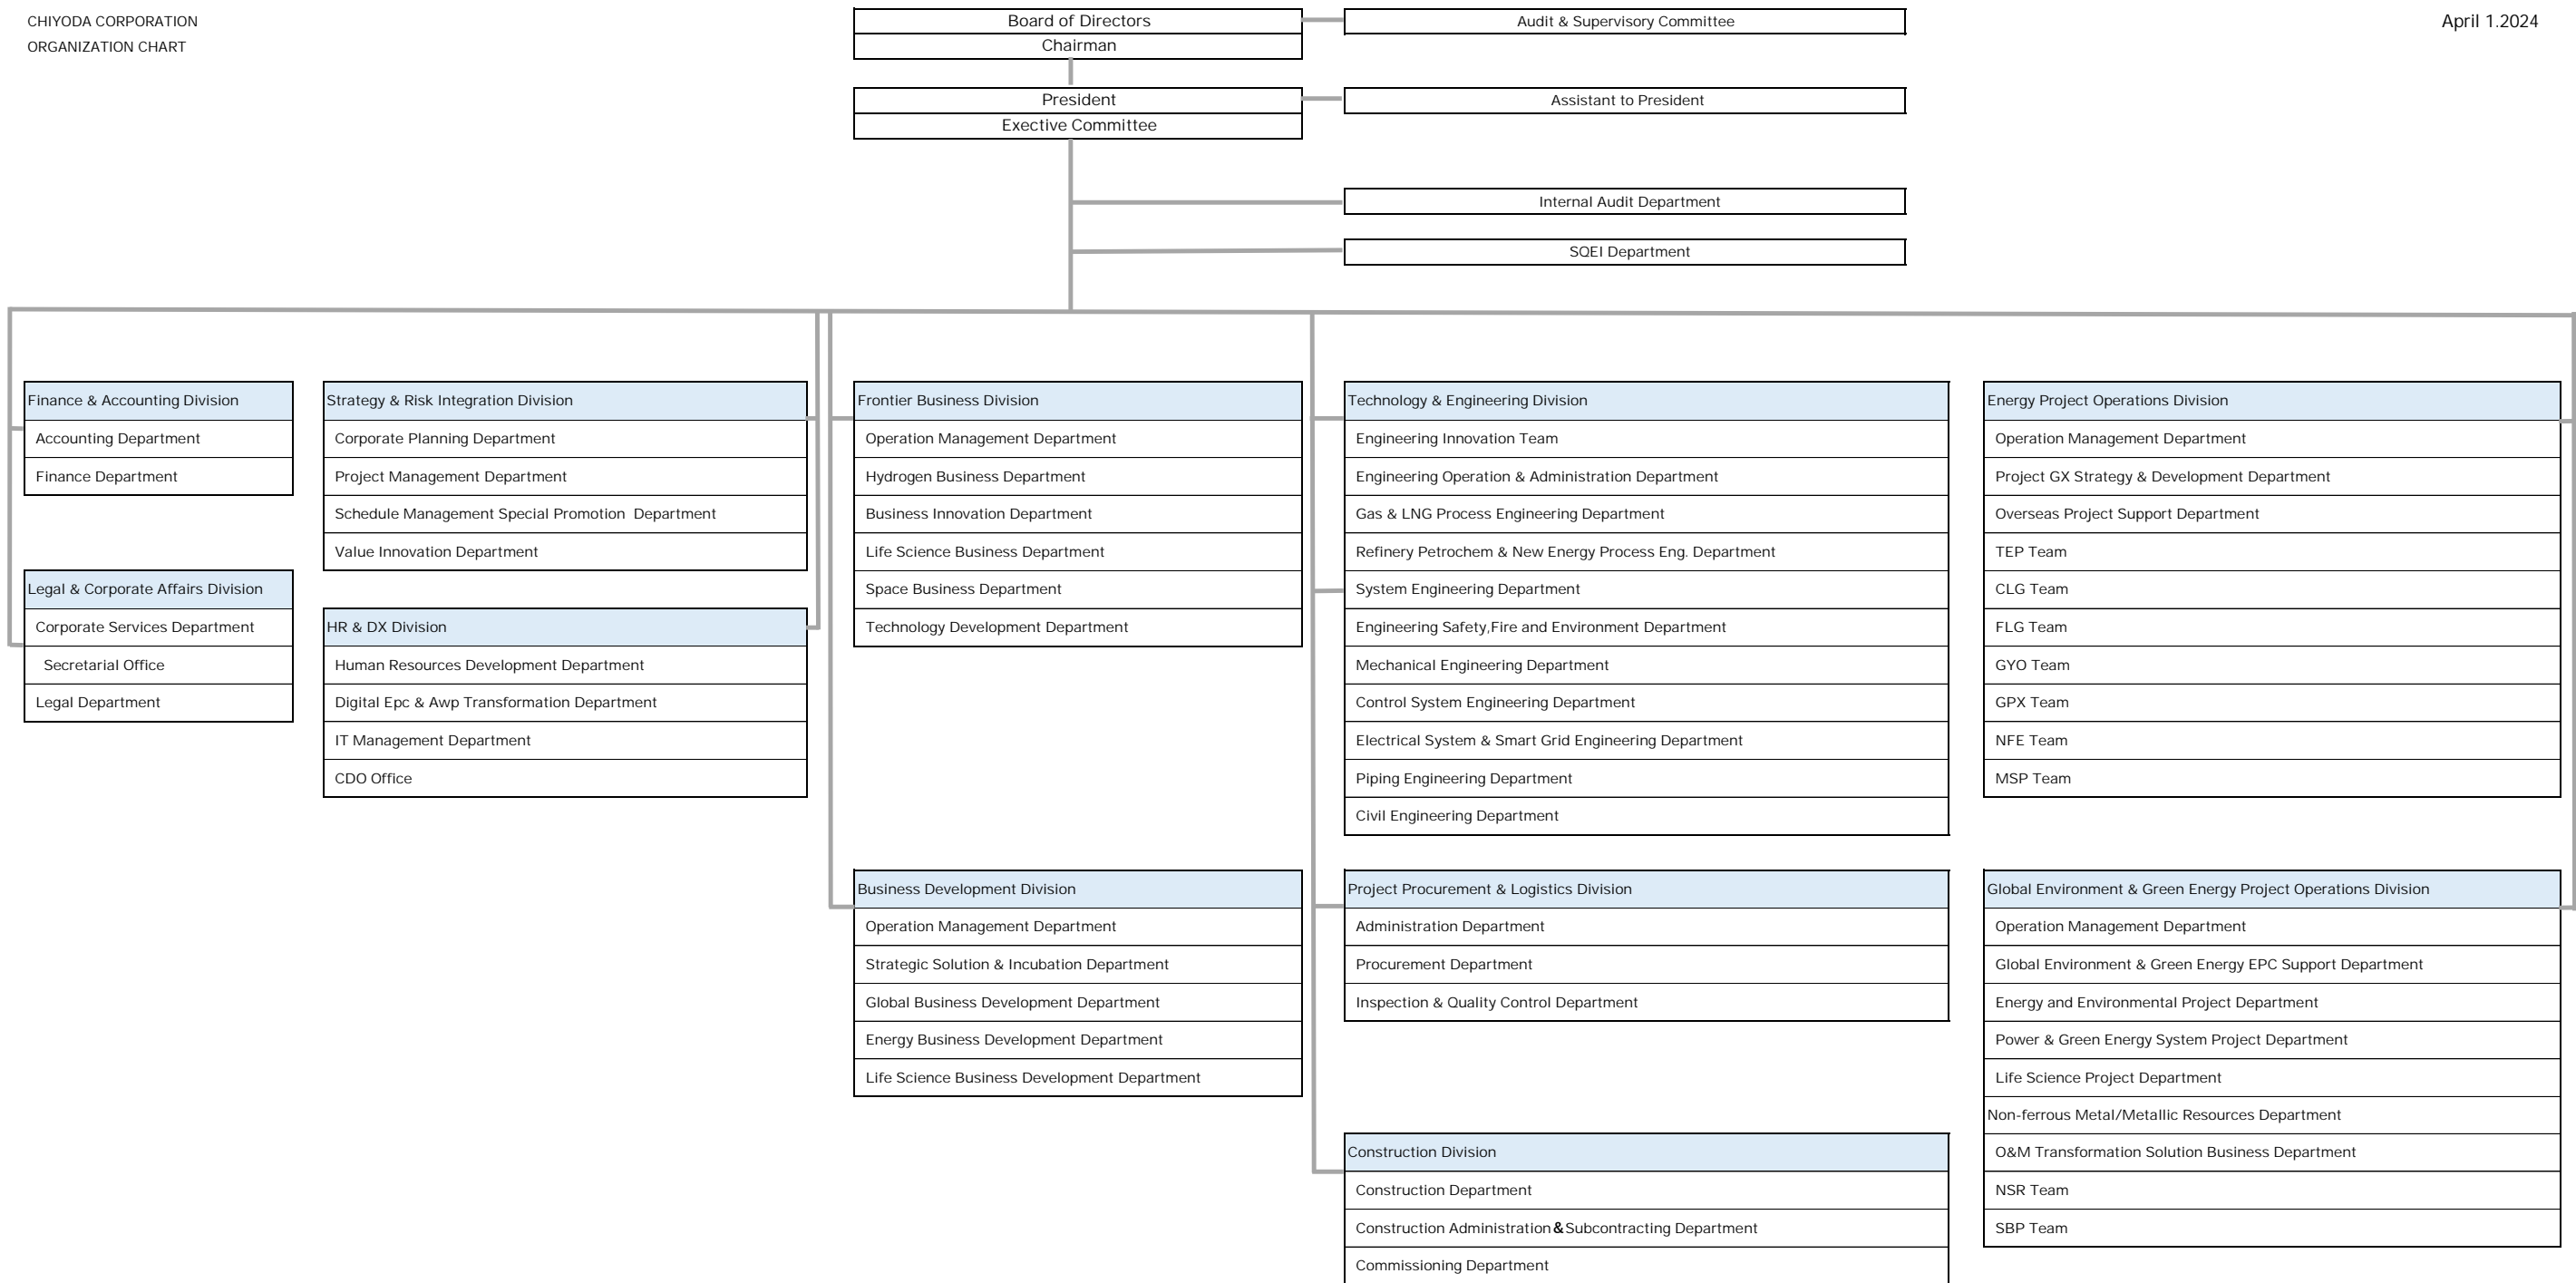 CHIYODA CORPORATION
ORGANIZATION CHART
April 1.2024
Board of Directors
Chairman
Audit & Supervisory Committee
President
Exective Committee
Assistant to President
Internal Audit Department
SQEI Department
Finance & Accounting Division
Accounting Department
Finance Department
Legal & Corporate Affairs Division
Corporate Services Department
Secretarial Office
Legal Department
Strategy & Risk Integration Division
Corporate Planning Department
Project Management Department
Schedule Management Special Promotion Department
Value Innovation Department
HR & DX Division
Human Resources Development Department
Digital Epc & Awp Transformation Department
IT Management Department
CDO Office
Frontier Business Division
Operation Management Department
Hydrogen Business Department
Business Innovation Department
Life Science Business Department
Space Business Department
Technology Development Department
Business Development Division
Operation Management Department
Strategic Solution & Incubation Department
Global Business Development Department
Energy Business Development Department
Life Science Business Development Department
Technology & Engineering Division
Engineering Innovation Team
Engineering Operation & Administration Department
Gas & LNG Process Engineering Department
Refinery Petrochem & New Energy Process Eng. Department
System Engineering Department
Engineering Safety,Fire and Environment Department
Mechanical Engineering Department
Control System Engineering Department
Electrical System & Smart Grid Engineering Department
Piping Engineering Department
Civil Engineering Department
Project Procurement & Logistics Division
Administration Department
Procurement Department
Inspection & Quality Control Department
Construction Division
Construction Department
Construction Administration&Subcontracting Department
Commissioning Department
Energy Project Operations Division
Operation Management Department
Project GX Strategy & Development Department
Overseas Project Support Department
TEP Team
CLG Team
FLG Team
GYO Team
GPX Team
NFE Team
MSP Team
Global Environment & Green Energy Project Operations Division
Operation Management Department
Global Environment & Green Energy EPC Support Department
Energy and Environmental Project Department
Power & Green Energy System Project Department
Life Science Project Department
Non-ferrous Metal/Metallic Resources Department
O&M Transformation Solution Business Department
NSR Team
SBP Team